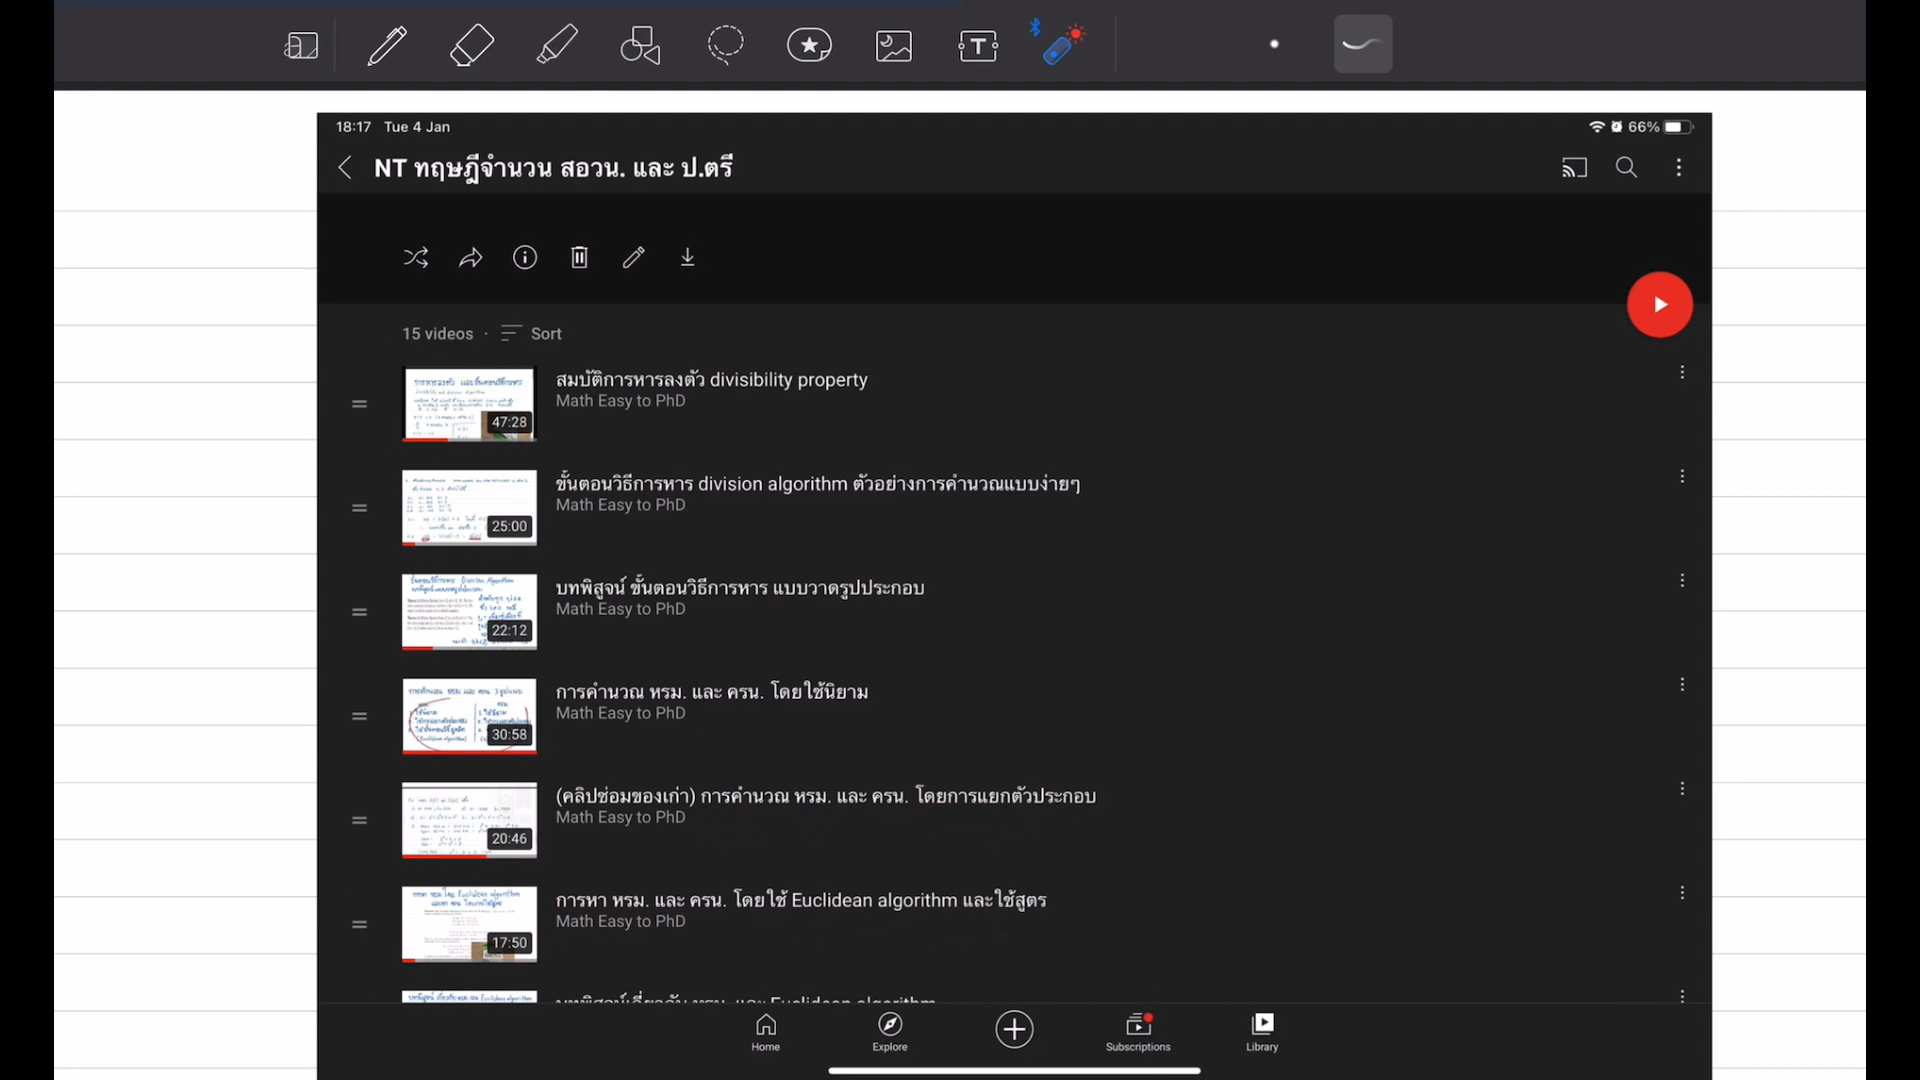 18:17 Tue 4 Jan
66%
NT ทฤษฎีจำนวน สอวน. และ ป.ตรี
15 videos · Sort
สมบัติการหารลงตัว divisibility property
Math Easy to PhD
47:28
ขั้นตอนวิธีการหาร division algorithm ตัวอย่างการคำนวณแบบง่ายๆ
Math Easy to PhD
25:00
บทพิสูจน์ ขั้นตอนวิธีการหาร แบบวาดรูปประกอบ
Math Easy to PhD
22:12
การคำนวณ หรม. และ ครน. โดยใช้นิยาม
Math Easy to PhD
30:58
(คลิปซ่อมของเก่า) การคำนวณ หรม. และ ครน. โดยการแยกตัวประกอบ
Math Easy to PhD
20:46
การหา หรม. และ ครน. โดยใช้ Euclidean algorithm และใช้สูตร
Math Easy to PhD
17:50
Home
Explore
Subscriptions
Library